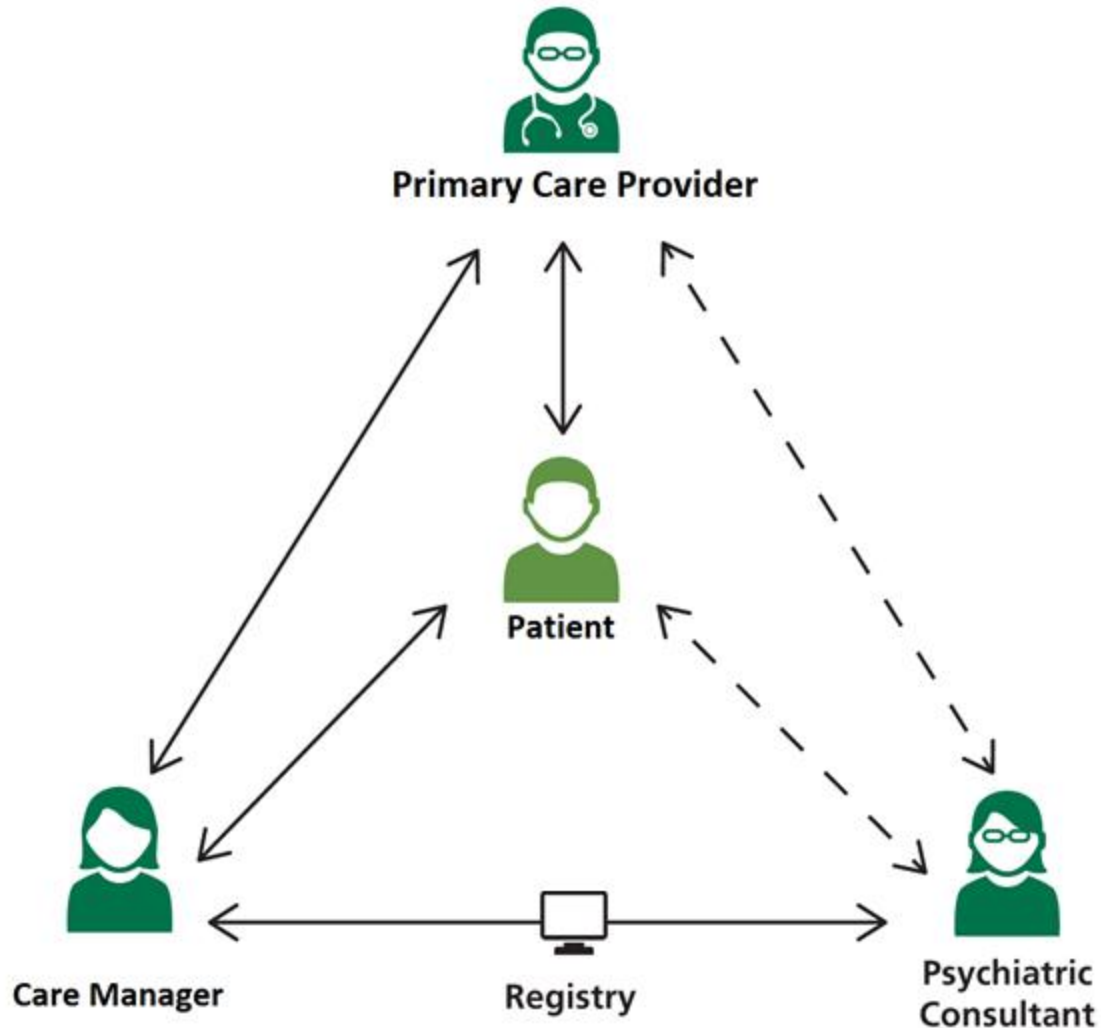 Primary Care Provider
Patient
Care Manager
Registry
Psychiatric
Consultant